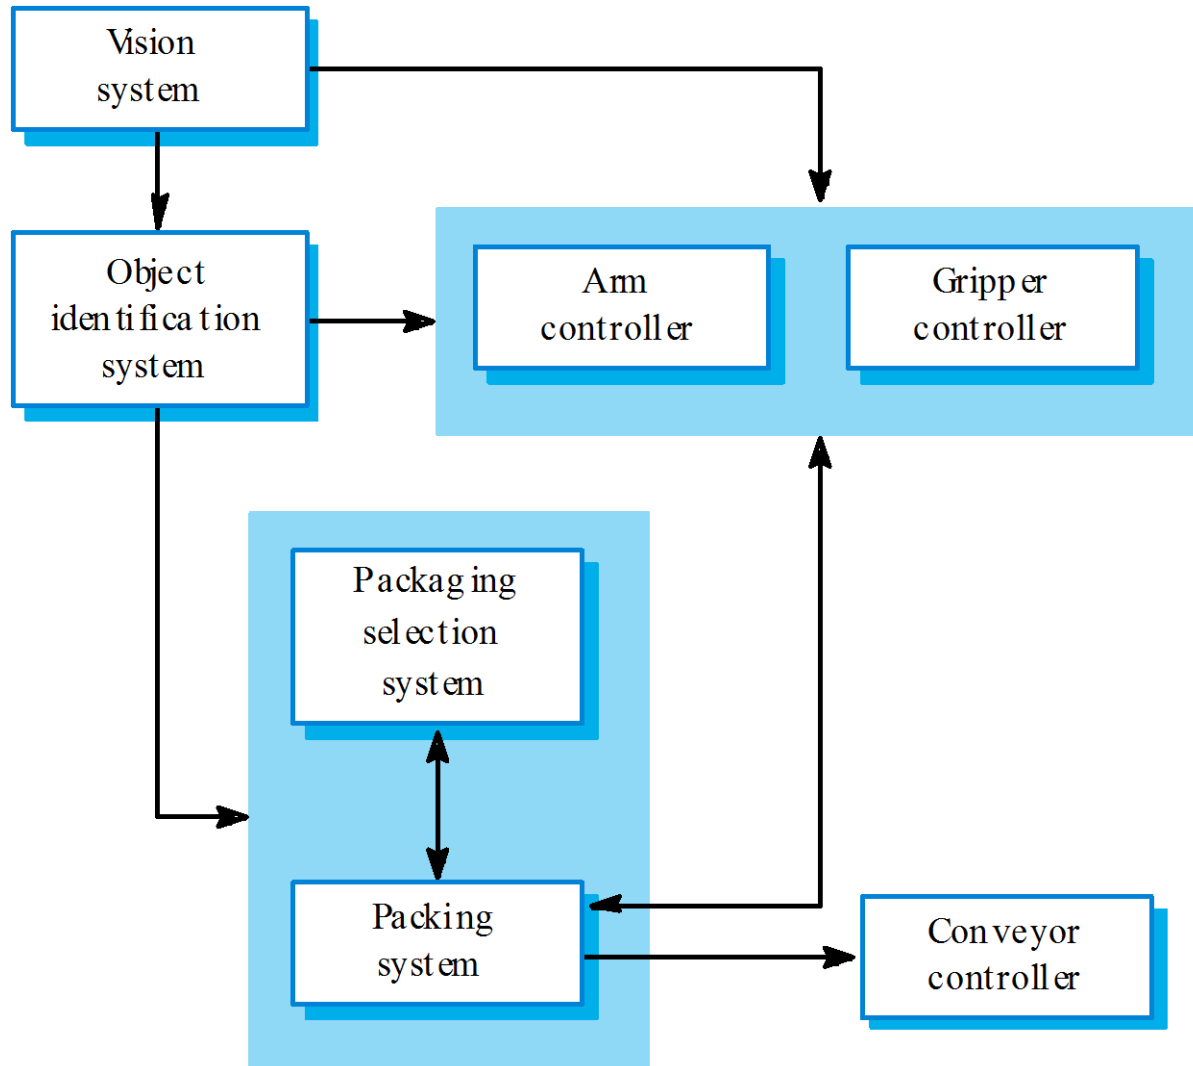 Vision
system
Object
identification
system
Arm
controller
Gripper
controller
Packaging
selection
system
Packing
system
Conveyor
controller